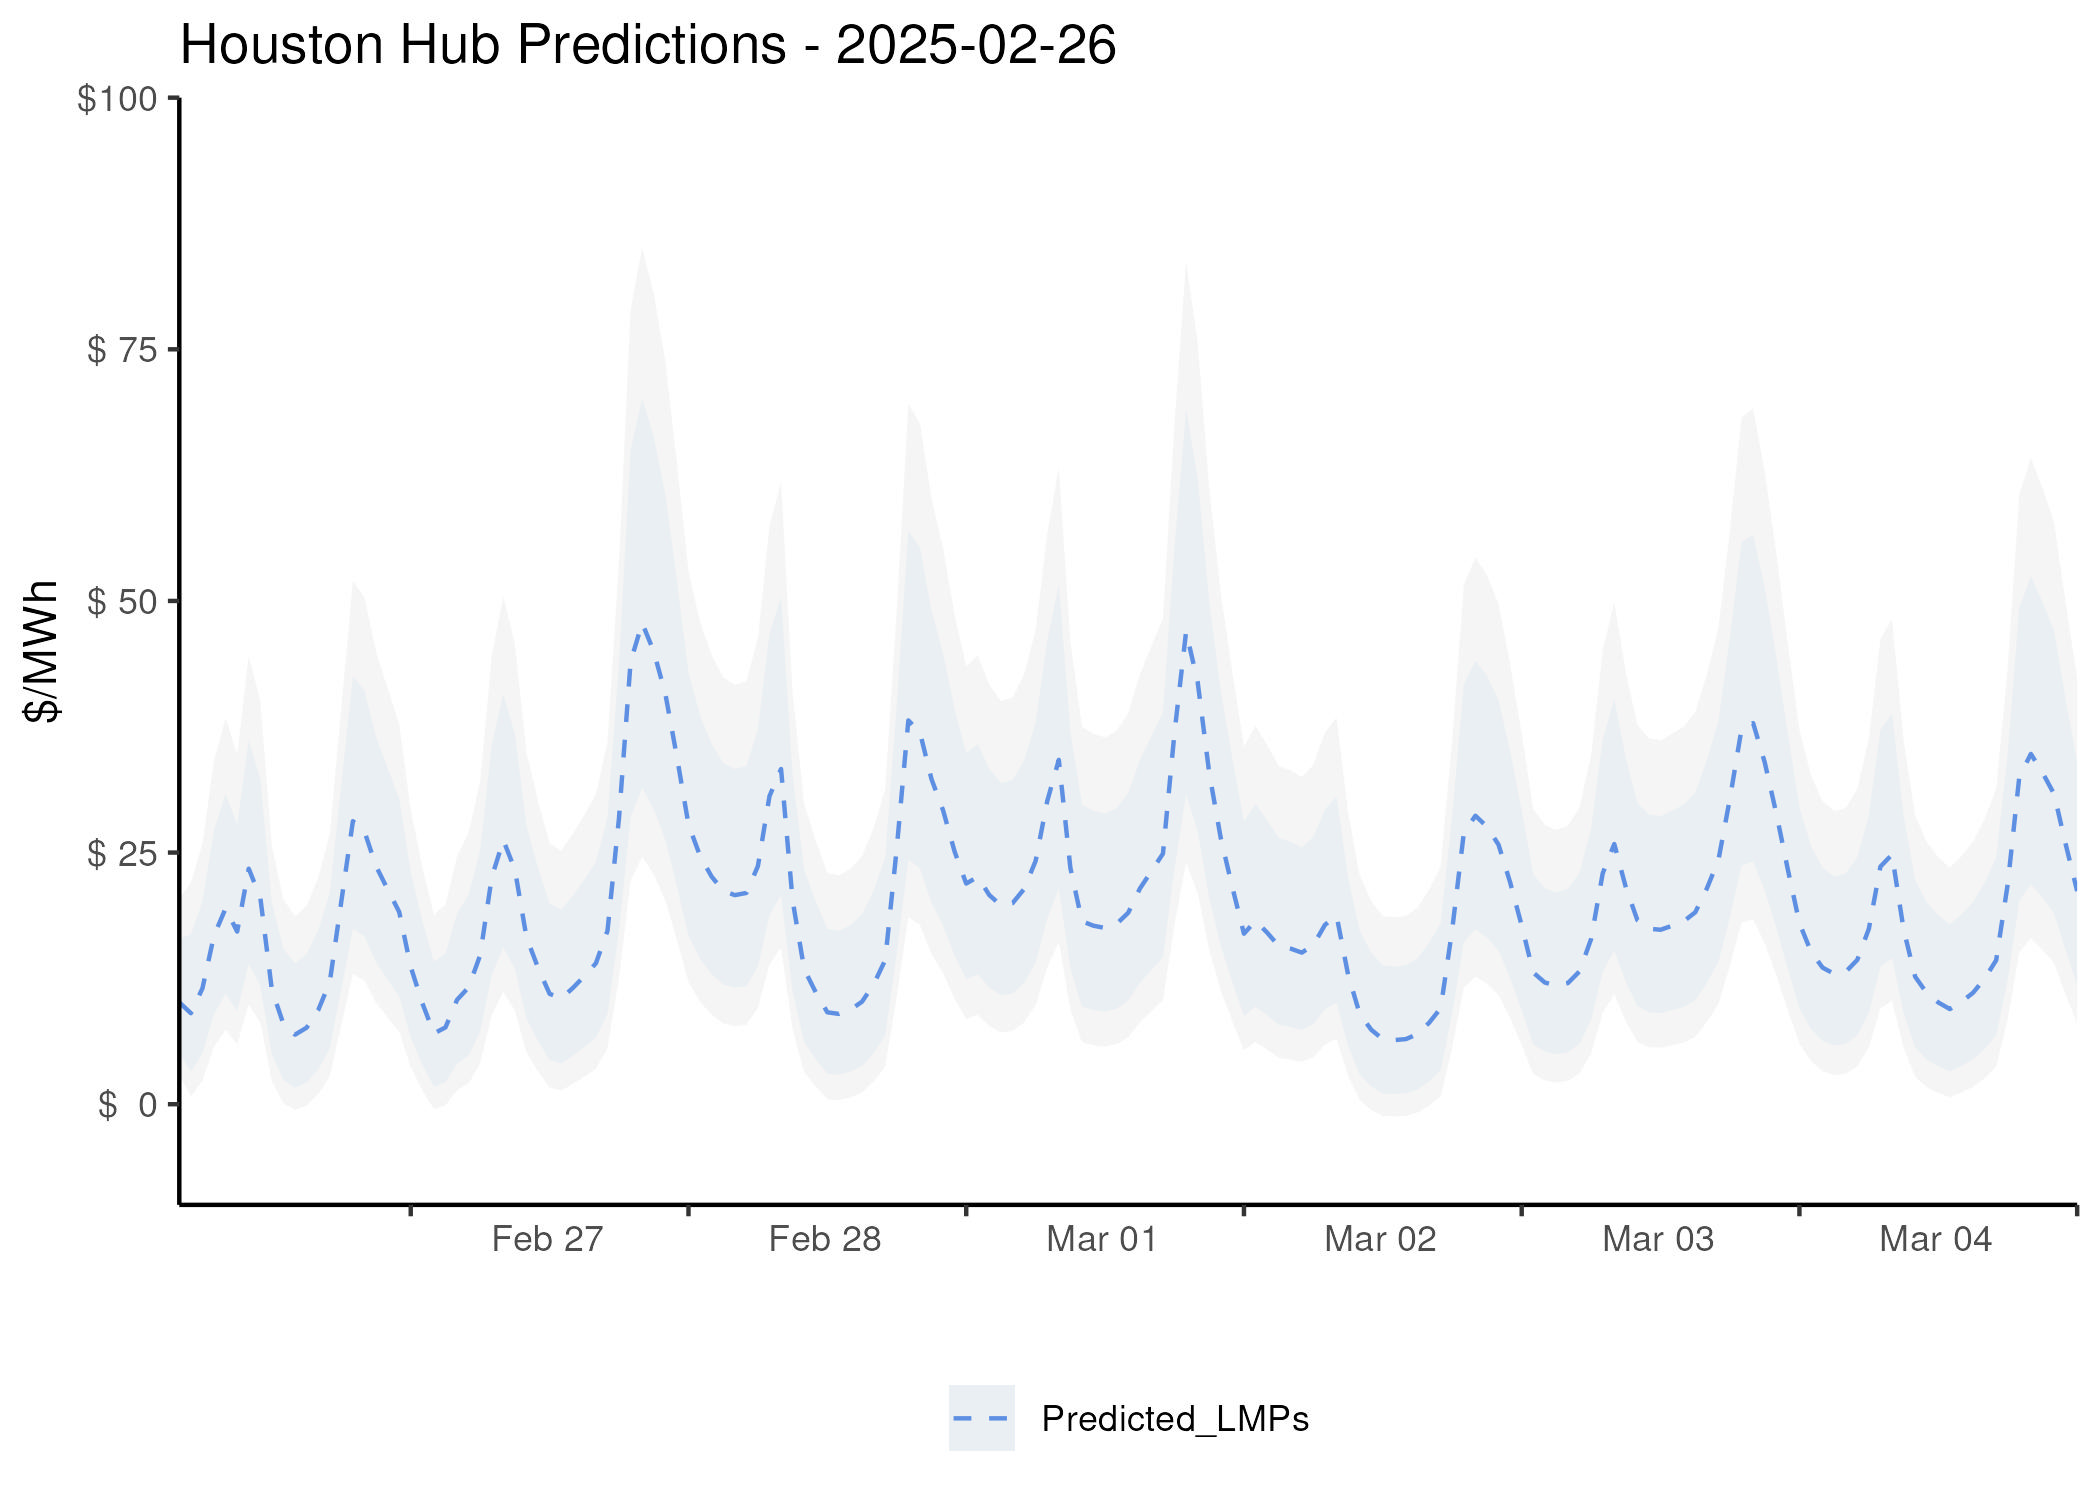 Houston Hub Predictions - 2025-02-26
$100
$ 75
$ 50
$ 25
$  0
$/MWh
Feb 27 Feb 28 Mar 01 Mar 02 Mar 03 Mar 04
Predicted_LMPs